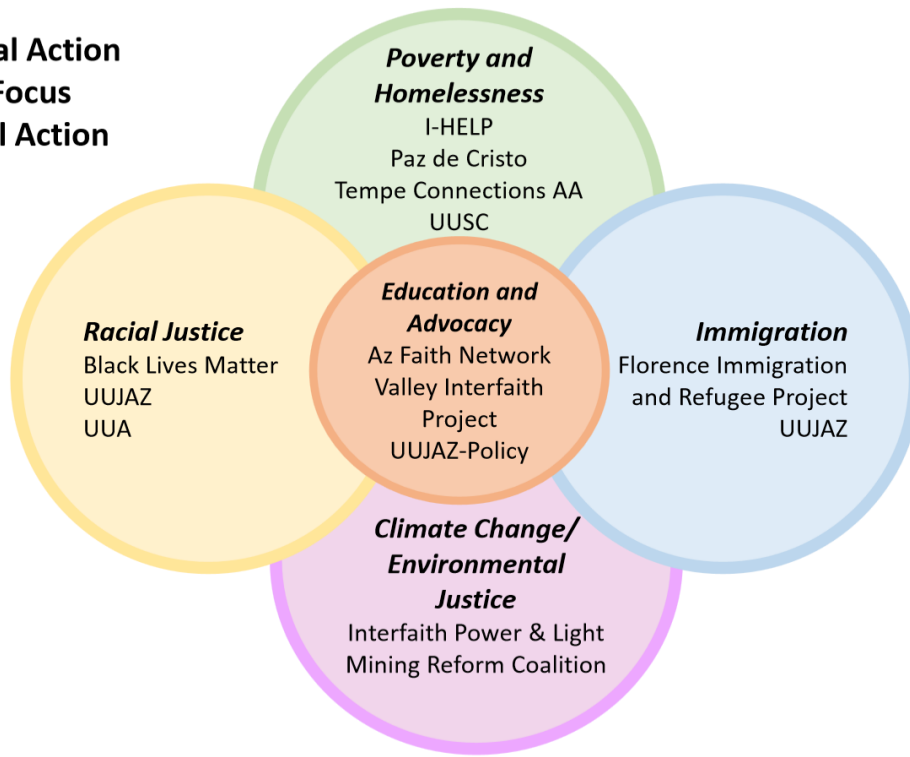 al Action
Focus
l Action
Poverty and
Homelessness
I-HELP
Paz de Cristo
Tempe Connections AA
UUSC
Racial Justice
Black Lives Matter
UUJAZ
UUA
Education and
Advocacy
Az Faith Network
Valley Interfaith
Project
UUJAZ-Policy
Immigration
Florence Immigration
and Refugee Project
UUJAZ
Climate Change/
Environmental
Justice
Interfaith Power & Light
Mining Reform Coalition